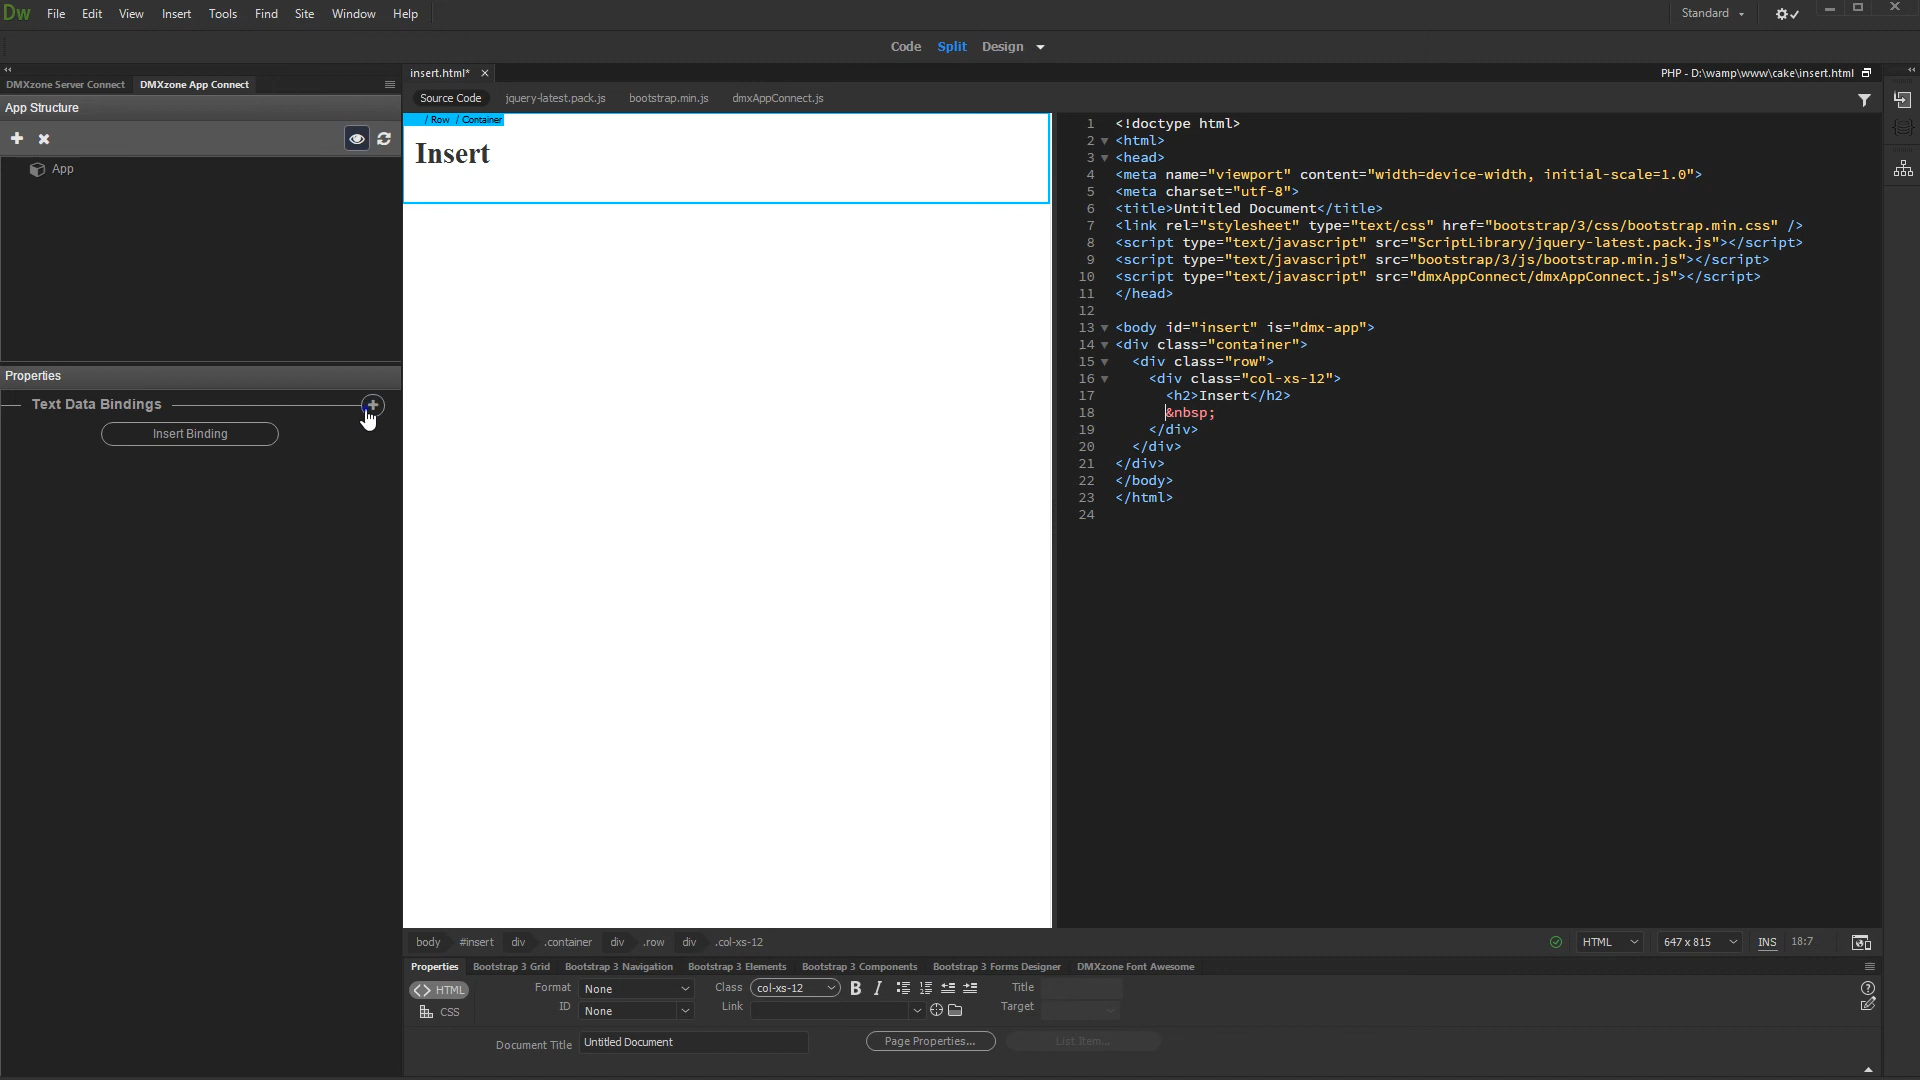 Dw File Edit View Insert Tools Find Site Window Help Standard
Code Split Design
DMXzone Server Connect DMXzone App Connect
App Structure
App
Properties
Text Data Bindings
Insert Binding
insert.html*
PHP - D:\wamp\www\cake\insert.html
Source Code jquery-latest.pack.js bootstrap.min.js dmxAppConnect.js
/ Row / Container
Insert
1 <!doctype html>
2 <html>
3 <head>
4 <meta name="viewport" content="width=device-width, initial-scale=1.0">
5 <meta charset="utf-8">
6 <title>Untitled Document</title>
7 <link rel="stylesheet" type="text/css" href="bootstrap/3/css/bootstrap.min.css" />
8 <script type="text/javascript" src="ScriptLibrary/jquery-latest.pack.js"></script>
9 <script type="text/javascript" src="bootstrap/3/js/bootstrap.min.js"></script>
10 <script type="text/javascript" src="dmxAppConnect/dmxAppConnect.js"></script>
11 </head>
12
13 <body id="insert" is="dmx-app">
14 <div class="container">
15 <div class="row">
16 <div class="col-xs-12">
17 <h2>Insert</h2>
18 &nbsp;
19 </div>
20 </div>
21 </div>
22 </body>
23 </html>
24
body #insert div .container div .row div .col-xs-12
HTML 647 x 815 INS 18:7
Properties Bootstrap 3 Grid Bootstrap 3 Navigation Bootstrap 3 Elements Bootstrap 3 Components Bootstrap 3 Forms Designer DMXzone Font Awesome
<> HTML Format None Class col-xs-12 B I Title
CSS ID None Link Target
Document Title Untitled Document Page Properties... List Item...